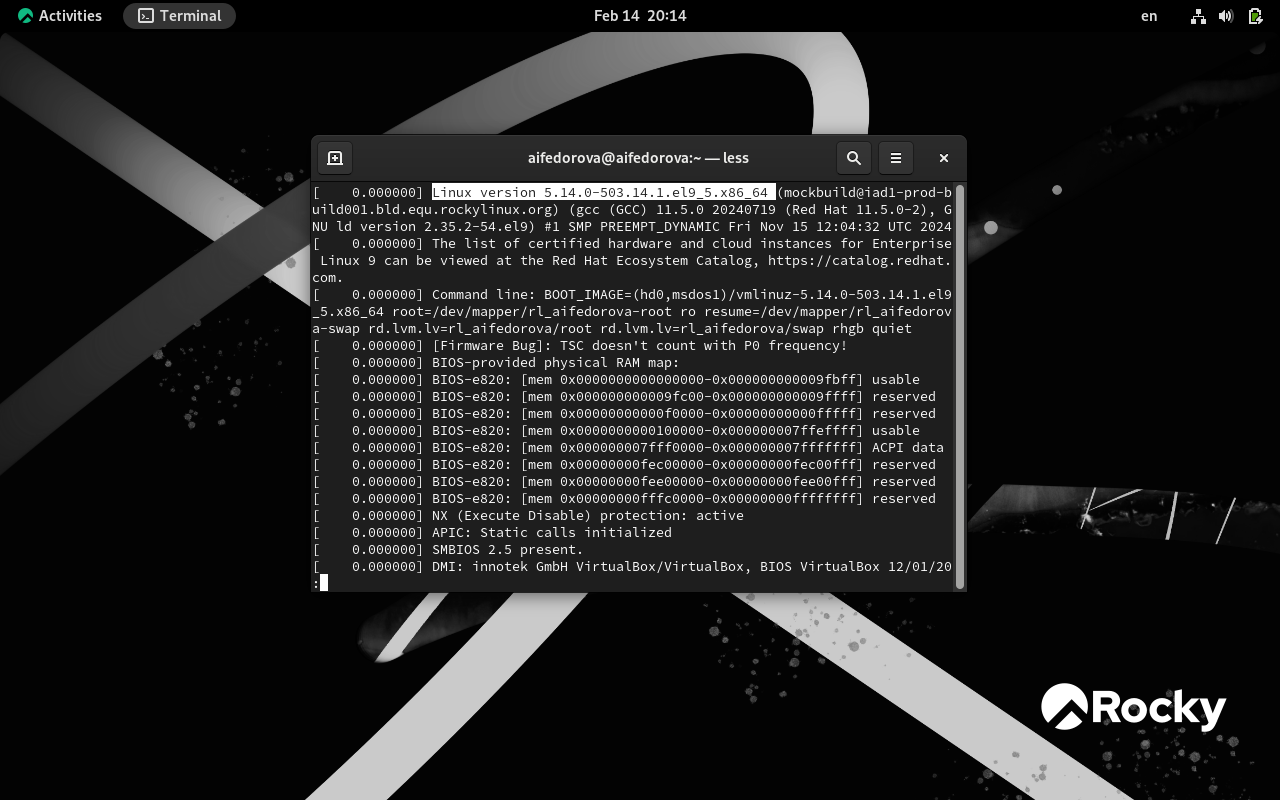 Activities Terminal Feb 14 20:14 en
aifedorova@aifedorova:~ — less
[    0.000000] Linux version 5.14.0-503.14.1.el9_5.x86_64 (mockbuild@iad1-prod-b
uild001.bld.equ.rockylinux.org) (gcc (GCC) 11.5.0 20240719 (Red Hat 11.5.0-2), G
NU ld version 2.35.2-54.el9) #1 SMP PREEMPT_DYNAMIC Fri Nov 15 12:04:32 UTC 2024
[    0.000000] The list of certified hardware and cloud instances for Enterprise
 Linux 9 can be viewed at the Red Hat Ecosystem Catalog, https://catalog.redhat.
com.
[    0.000000] Command line: BOOT_IMAGE=(hd0,msdos1)/vmlinuz-5.14.0-503.14.1.el9
_5.x86_64 root=/dev/mapper/rl_aifedorova-root ro resume=/dev/mapper/rl_aifedorov
a-swap rd.lvm.lv=rl_aifedorova/root rd.lvm.lv=rl_aifedorova/swap rhgb quiet
[    0.000000] [Firmware Bug]: TSC doesn't count with P0 frequency!
[    0.000000] BIOS-provided physical RAM map:
[    0.000000] BIOS-e820: [mem 0x0000000000000000-0x000000000009fbff] usable
[    0.000000] BIOS-e820: [mem 0x000000000009fc00-0x000000000009ffff] reserved
[    0.000000] BIOS-e820: [mem 0x00000000000f0000-0x00000000000fffff] reserved
[    0.000000] BIOS-e820: [mem 0x0000000000100000-0x000000007ffeffff] usable
[    0.000000] BIOS-e820: [mem 0x000000007fff0000-0x000000007fffffff] ACPI data
[    0.000000] BIOS-e820: [mem 0x00000000fec00000-0x00000000fec00fff] reserved
[    0.000000] BIOS-e820: [mem 0x00000000fee00000-0x00000000fee00fff] reserved
[    0.000000] BIOS-e820: [mem 0x00000000fffc0000-0x00000000ffffffff] reserved
[    0.000000] NX (Execute Disable) protection: active
[    0.000000] APIC: Static calls initialized
[    0.000000] SMBIOS 2.5 present.
[    0.000000] DMI: innotek GmbH VirtualBox/VirtualBox, BIOS VirtualBox 12/01/20
:
Rocky